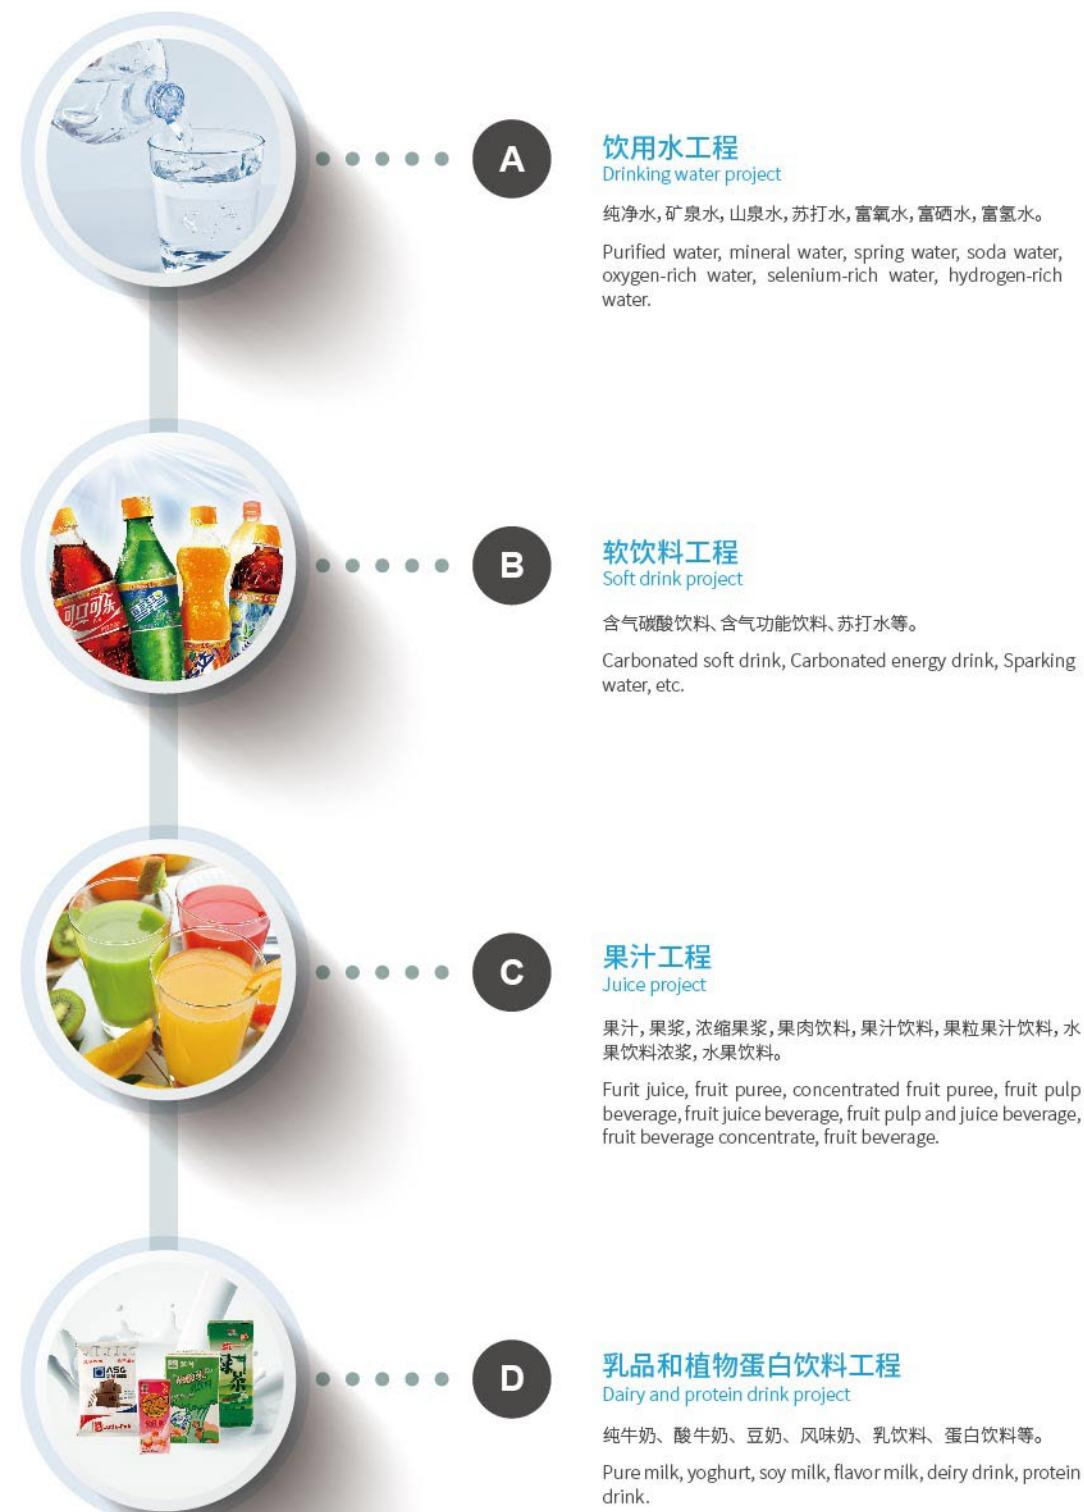 A
饮用水工程
Drinking water project
纯净水,矿泉水,山泉水,苏打水,富氧水,富硒水,富氢水。
Purified water, mineral water, spring water, soda water,
oxygen-rich water, selenium-rich water, hydrogen-rich
water.
可口可乐
雪碧
B
软饮料工程
Soft drink project
含气碳酸饮料、含气功能饮料、苏打水等。
Carbonated soft drink, Carbonated energy drink, Sparking
water, etc.
C
果汁工程
Juice project
果汁,果浆,浓缩果浆,果肉饮料,果汁饮料,果粒果汁饮料,水
果饮料浓浆,水果饮料。
Furit juice, fruit puree, concentrated fruit puree, fruit pulp
beverage, fruit juice beverage, fruit pulp and juice beverage,
fruit beverage concentrate, fruit beverage.
ASG
茶
D
乳品和植物蛋白饮料工程
Dairy and protein drink project
纯牛奶、酸牛奶、豆奶、风味奶、乳饮料、蛋白饮料等。
Pure milk, yoghurt, soy milk, flavor milk, deiry drink, protein
drink.